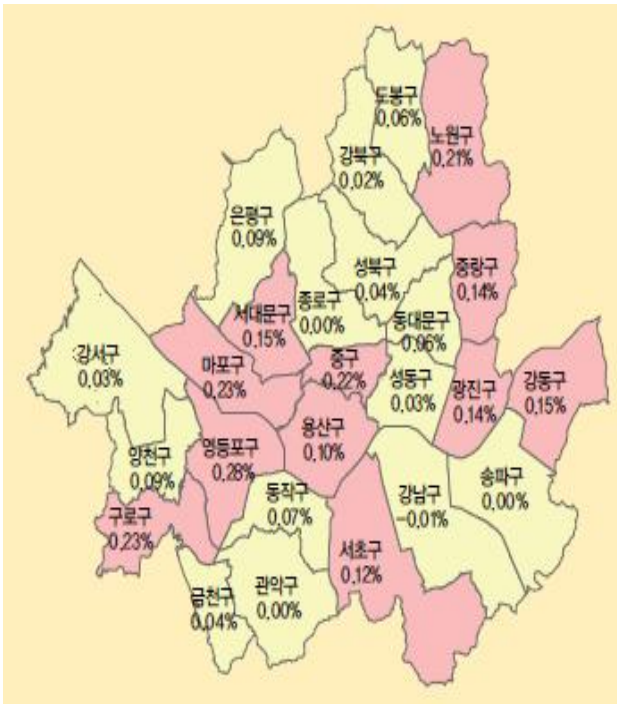 도봉구
0.06%
노원구
0.21%
강북구
0.02%
은평구
0.09%
성북구
0.04%
중랑구
0.14%
종로구
0.00%
서대문구
0.15%
동대문구
0.06%
강서구
0.03%
마포구
0.23%
중구
0.22%
성동구
0.03%
광진구
0.14%
강동구
0.15%
용산구
0.10%
영등포구
0.28%
양천구
0.09%
송파구
0.00%
강남구
-0.01%
동작구
0.07%
구로구
0.23%
서초구
0.12%
관악구
0.00%
금천구
0.04%